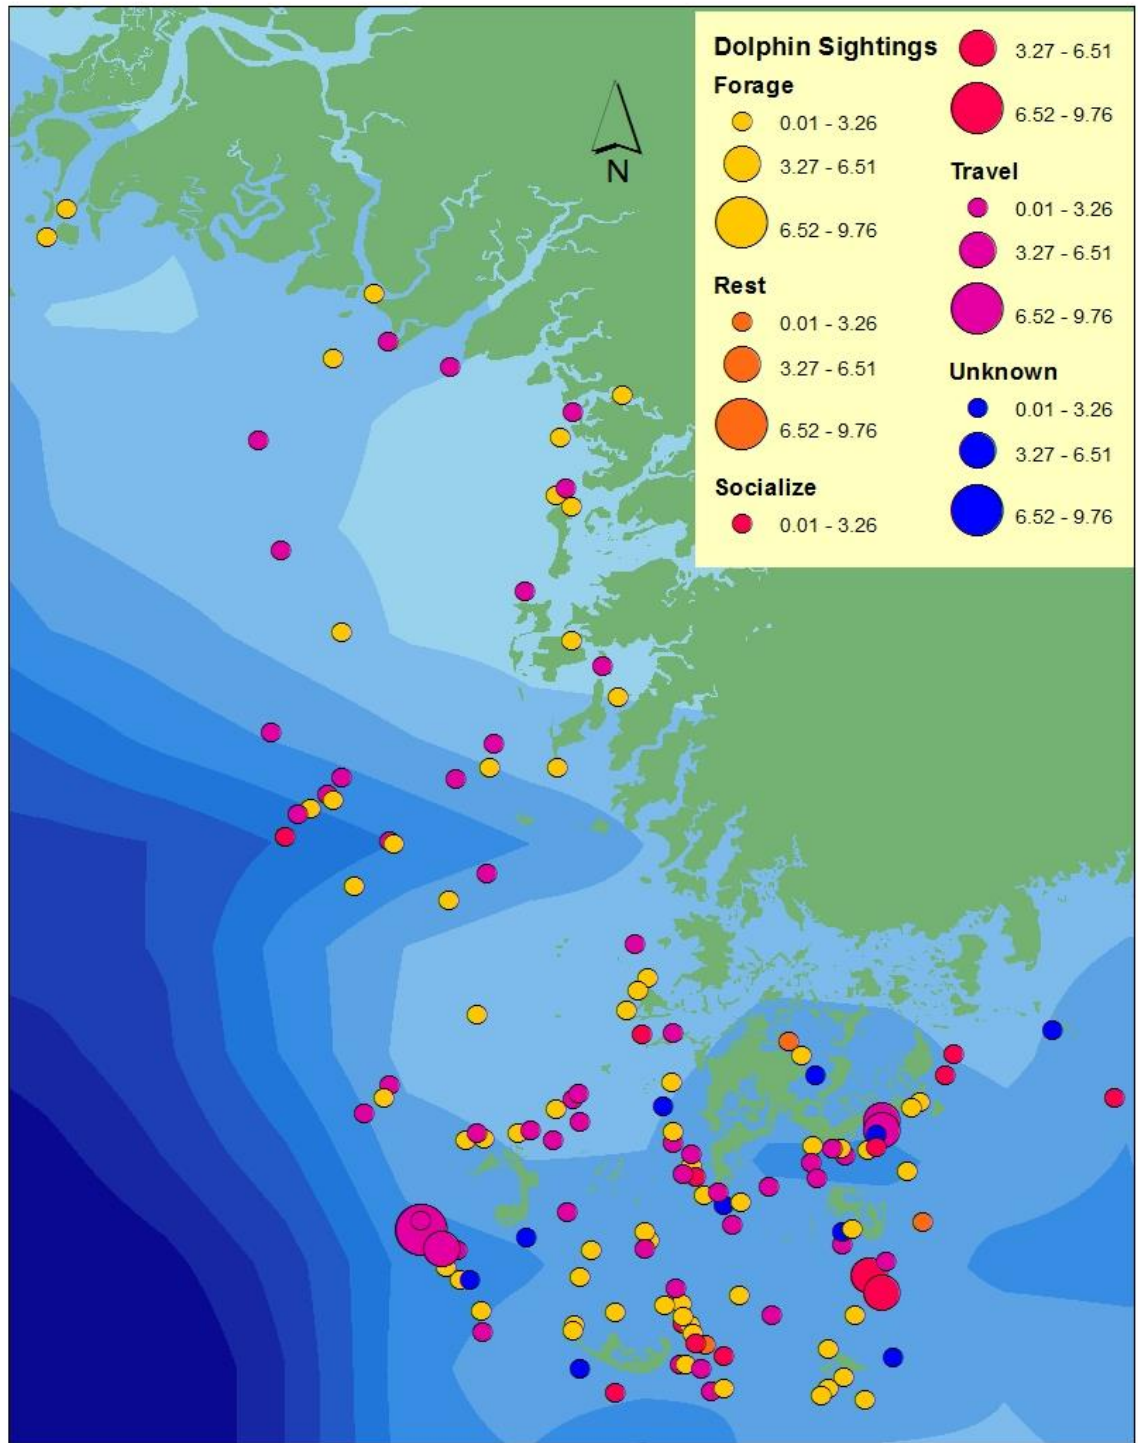 Dolphin Sightings
Forage
0.01 - 3.26
3.27 - 6.51
6.52 - 9.76
Rest
0.01 - 3.26
3.27 - 6.51
6.52 - 9.76
Socialize
0.01 - 3.26
3.27 - 6.51
6.52 - 9.76
Travel
0.01 - 3.26
3.27 - 6.51
6.52 - 9.76
Unknown
0.01 - 3.26
3.27 - 6.51
6.52 - 9.76
N